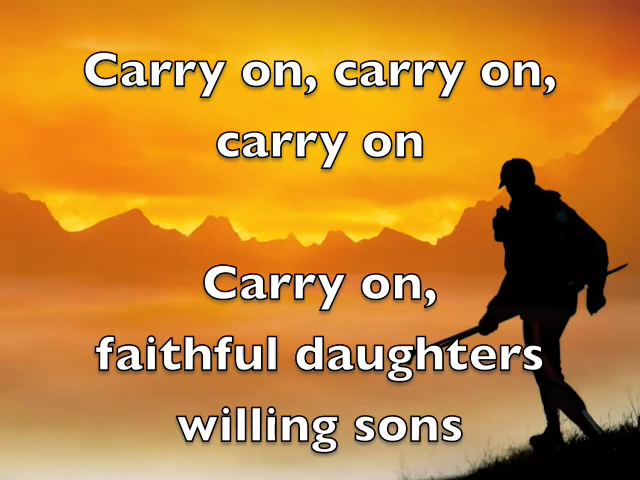 Carry on, carry on,
carry on
Carry on,
faithful daughters
willing sons